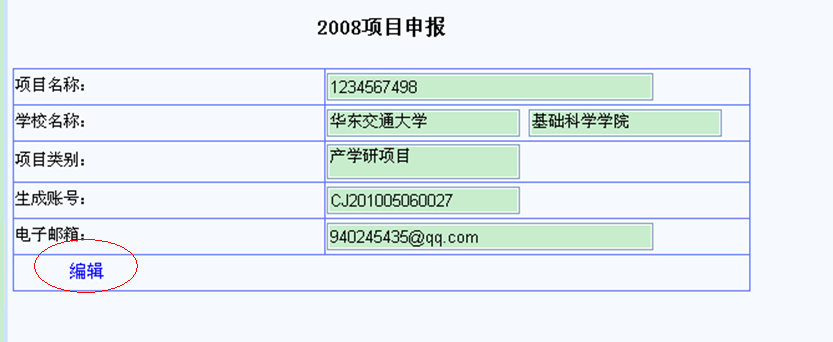 2008项目申报
项目名称： 1234567498
学校名称： 华东交通大学 基础科学学院
项目类别： 产学研项目
生成账号： CJ201005060027
电子邮箱： 940245435@qq.com
编辑